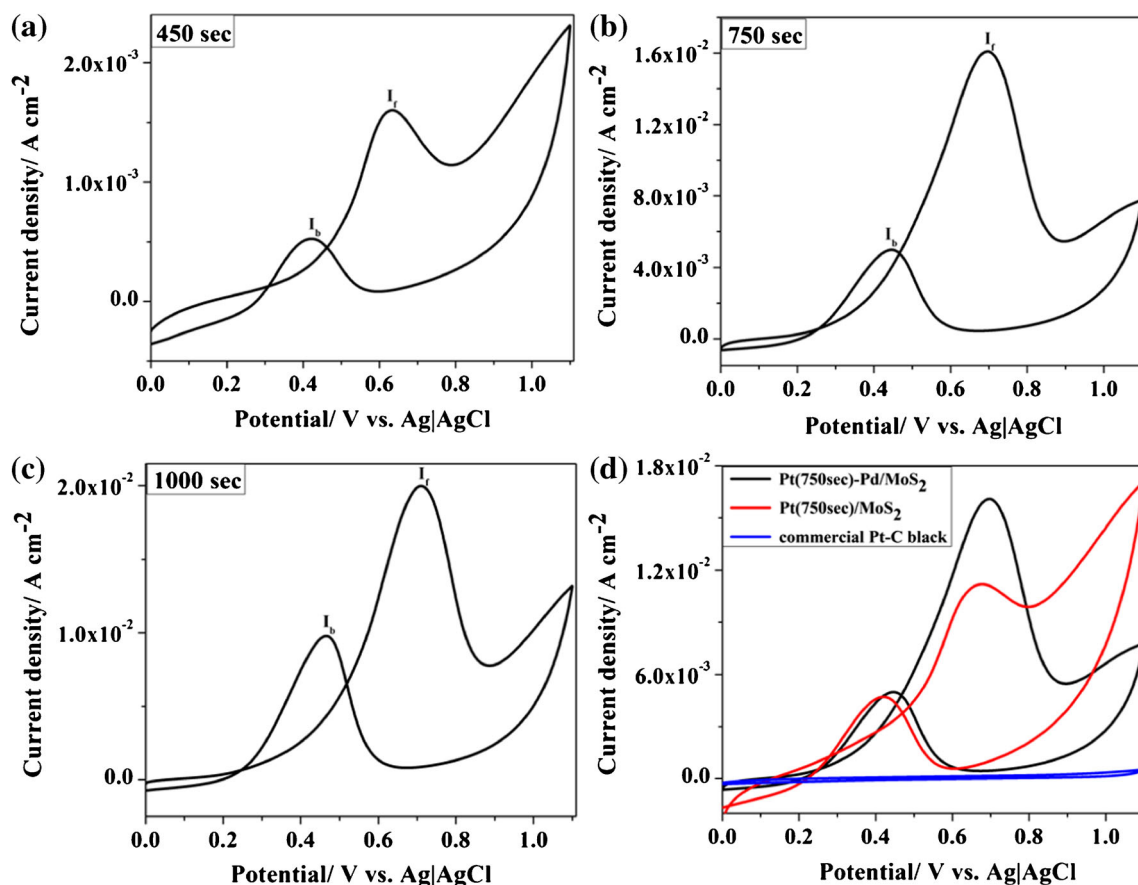 (a)
450 sec
2.0x10⁻³
1.0x10⁻³
0.0
I_f
I_b
0.0 0.2 0.4 0.6 0.8 1.0
Current density/ A cm⁻²
Potential/ V vs. Ag|AgCl
(b)
750 sec
1.6x10⁻²
1.2x10⁻²
8.0x10⁻³
4.0x10⁻³
0.0
I_f
I_b
0.0 0.2 0.4 0.6 0.8 1.0
Current density/ A cm⁻²
Potential/ V vs. Ag|AgCl
(c)
1000 sec
2.0x10⁻²
1.0x10⁻²
0.0
I_f
I_b
0.0 0.2 0.4 0.6 0.8 1.0
Current density/ A cm⁻²
Potential/ V vs. Ag|AgCl
(d)
1.8x10⁻²
1.2x10⁻²
6.0x10⁻³
0.0
Pt(750sec)-Pd/MoS₂
Pt(750sec)/MoS₂
commercial Pt-C black
0.0 0.2 0.4 0.6 0.8 1.0
Current density/ A cm⁻²
Potential/ V vs. Ag|AgCl